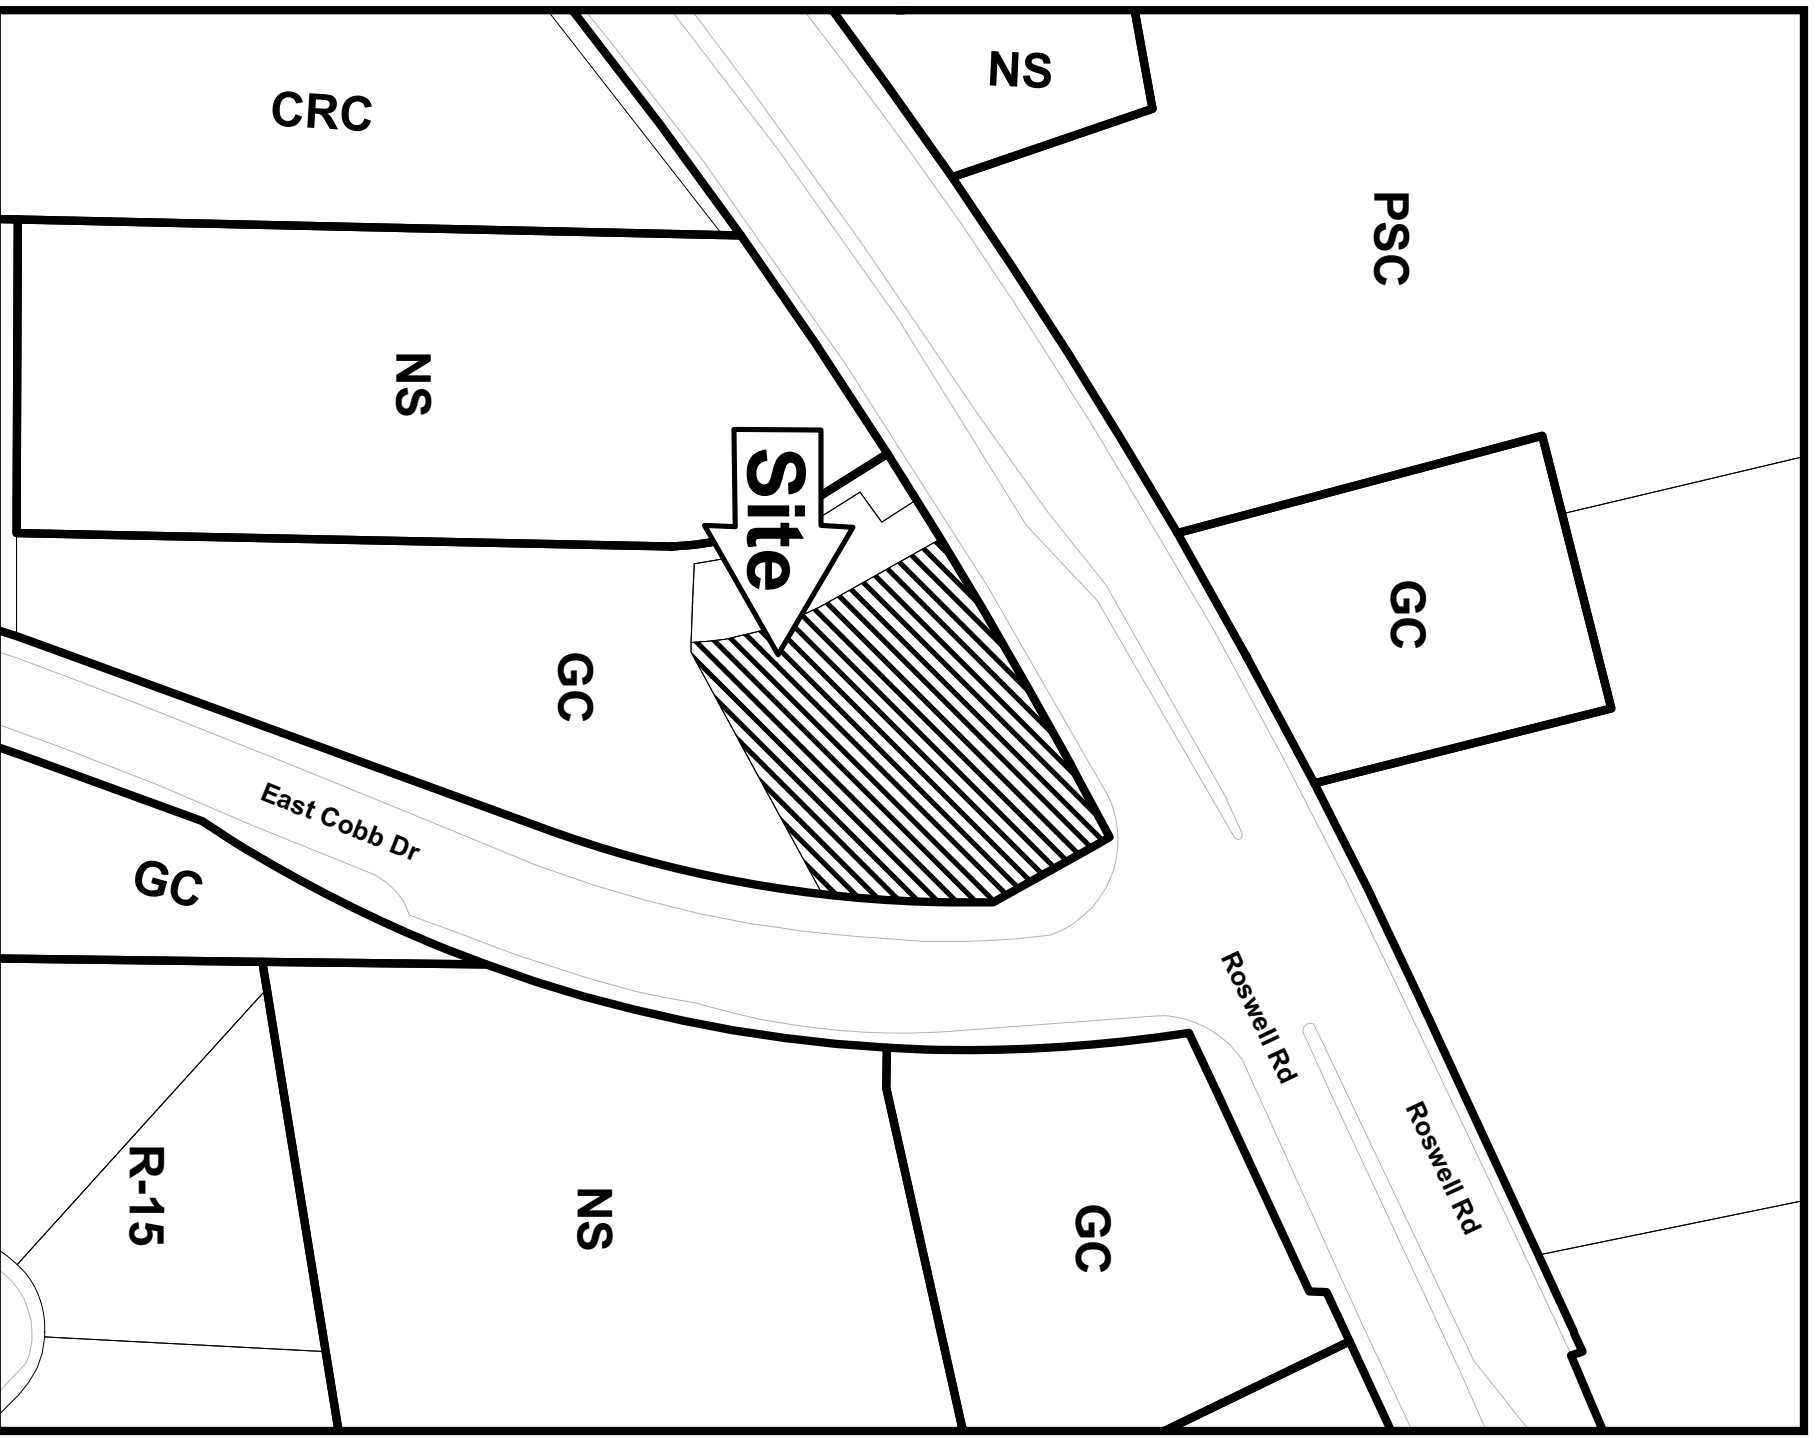 NS
CRC
PSC
NS
Site
GC
GC
East Cobb Dr
GC
Roswell Rd
Roswell Rd
R-15
NS
GC